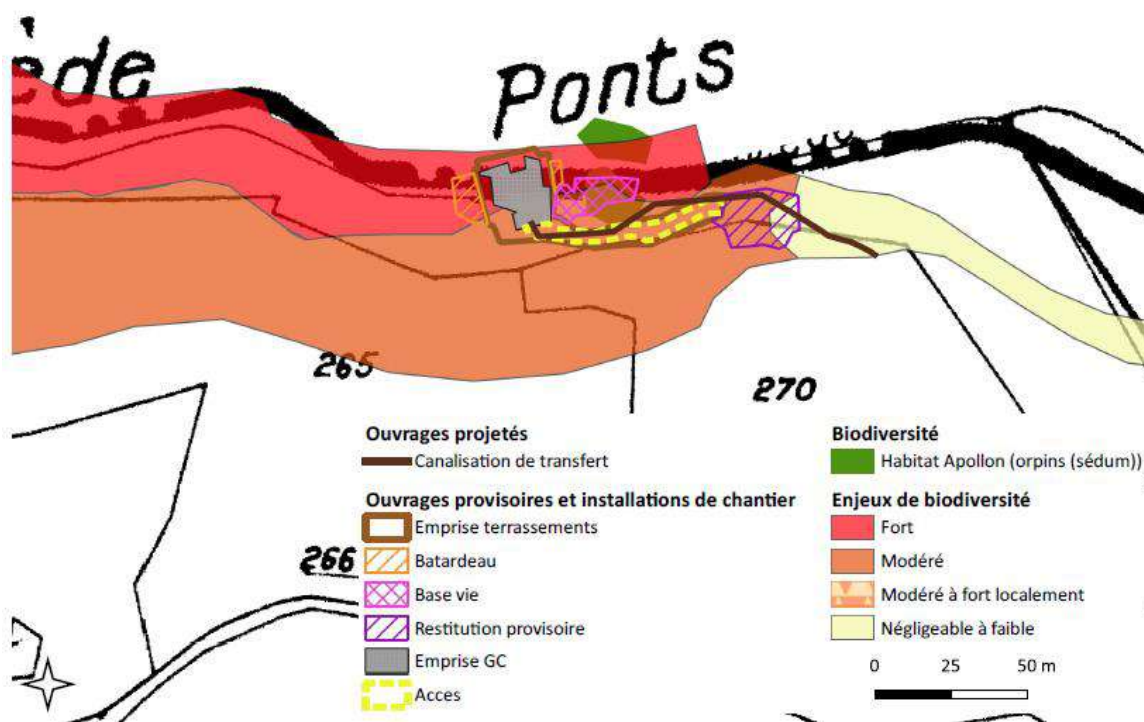 ède
Ponts
265
270
266
Ouvrages projetés
Canalisation de transfert
Ouvrages provisoires et installations de chantier
Emprise terrassements
Batardeau
Base vie
Restitution provisoire
Emprise GC
Acces
Biodiversité
Habitat Apollon (orpins (sédum))
Enjeux de biodiversité
Fort
Modéré
Modéré à fort localement
Négligeable à faible
0 25 50 m